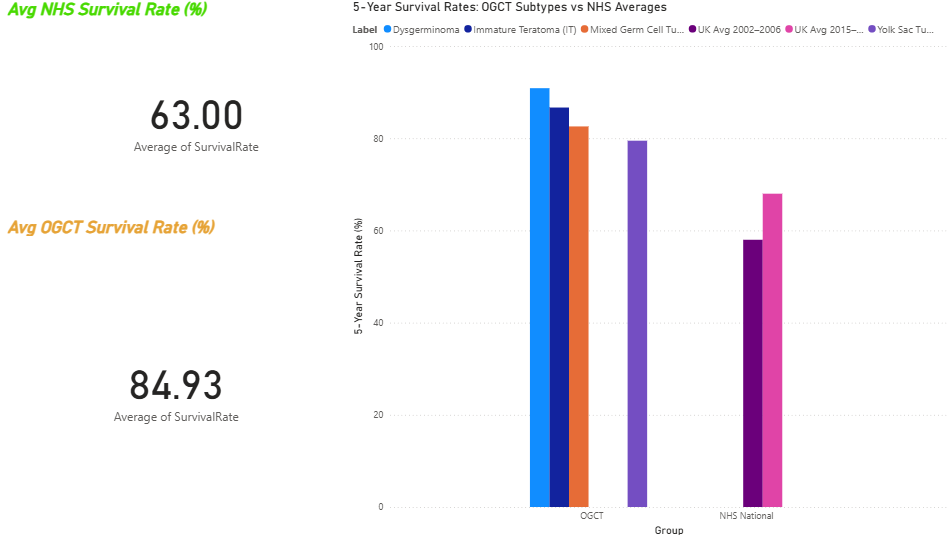 Avg NHS Survival Rate (%)
63.00
Average of SurvivalRate
Avg OGCT Survival Rate (%)
84.93
Average of SurvivalRate
5-Year Survival Rates: OGCT Subtypes vs NHS Averages
Label Dysgerminoma Immature Teratoma (IT) Mixed Germ Cell Tu... UK Avg 2002–2006 UK Avg 2015–... Yolk Sac Tu...
5-Year Survival Rate (%)
100
80
60
40
20
0
OGCT NHS National
Group